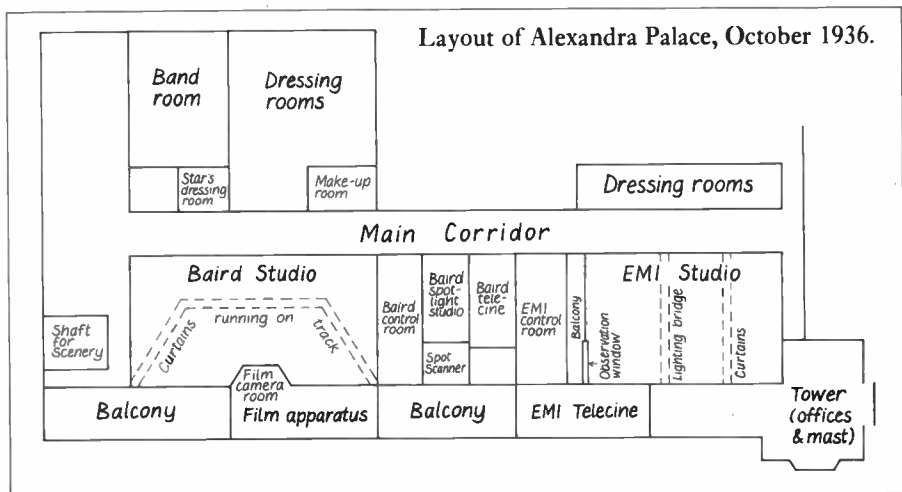 Layout of Alexandra Palace, October 1936.
Band
room
Dressing
rooms
Star's
dressing
room
Make-up
room
Dressing rooms
Main Corridor
Baird Studio
Curtains
running on
track
Shaft
for
Scenery
Baird control
room
Baird
spot-
light
studio
Spot
Scanner
Baird
tele-
cine
EMI
control
room
Balcony
Observation
window
EMI Studio
Lighting bridge
Curtains
Film
camera
room
Balcony
Film apparatus
Balcony
EMI Telecine
Tower
(offices
& mast)